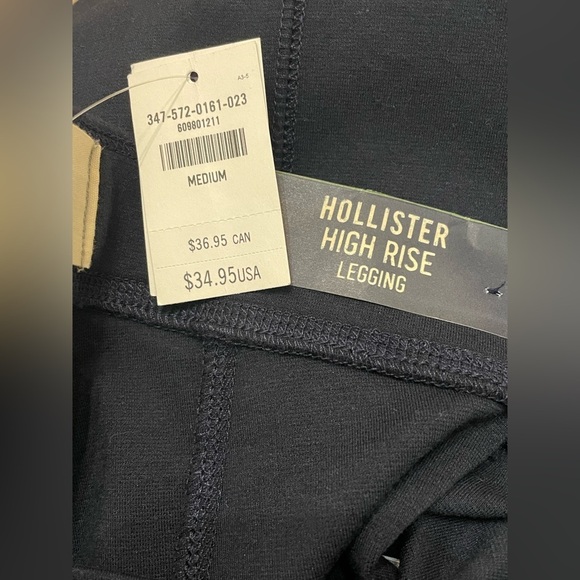 A3-5
347-572-0161-023
609801211
MEDIUM
$36.95 CAN
$34.95USA
HOLLISTER
HIGH RISE
LEGGING